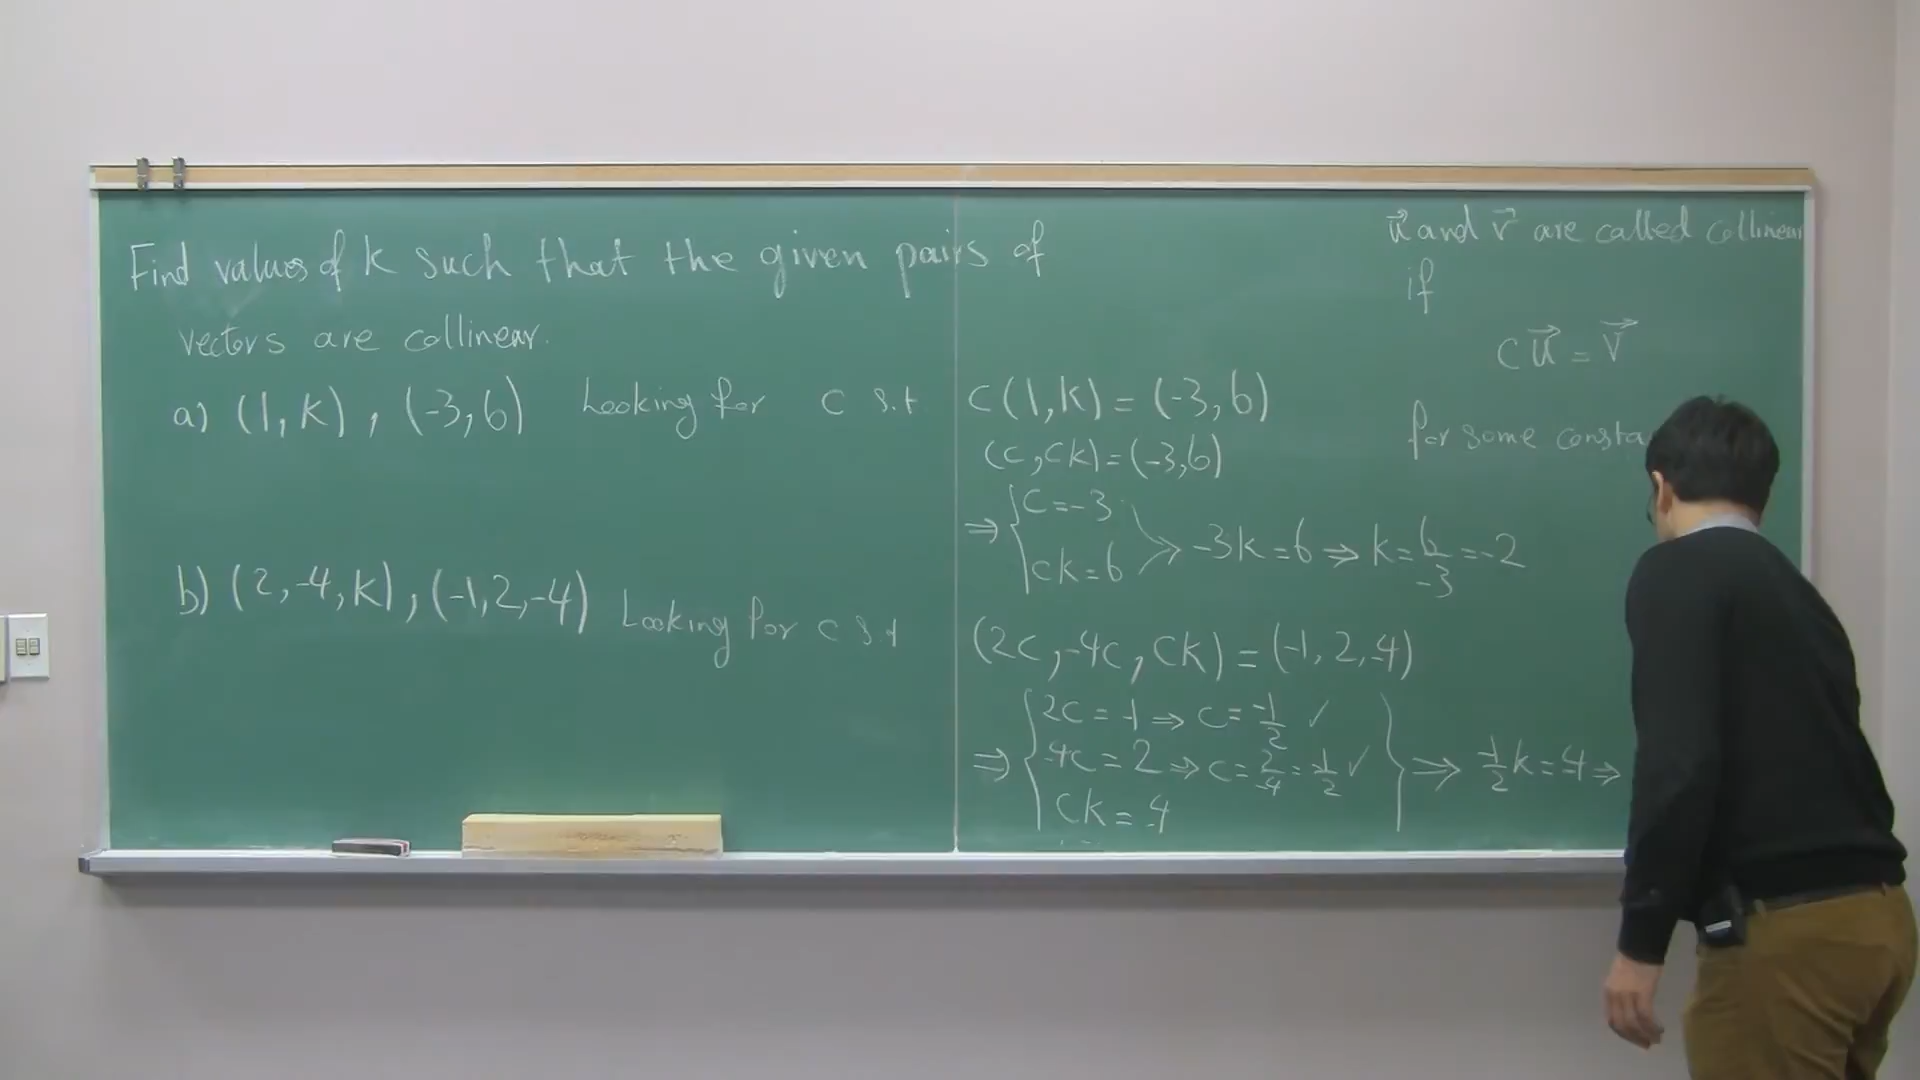 Find values of k such that the given pairs of
vectors are collinear.
a) (1, k) , (-3, 6) Looking for c s.t c(1, k) = (-3, 6)
(c, ck) = (-3, 6)
⇒ { c = -3
ck = 6
⇒ -3k = 6 ⇒ k = 6/-3 = -2
b) (2, -4, k) , (-1, 2, -4) Looking for c s.t (2c, -4c, ck) = (-1, 2, -4)
⇒ { 2c = -1 ⇒ c = -1/2 ✓
-4c = 2 ⇒ c = 2/-4 = -1/2 ✓
ck = -4
} ⇒ -1/2 k = -4 ⇒
u⃗ and v⃗ are called collinear
if
c u⃗ = v⃗
for some